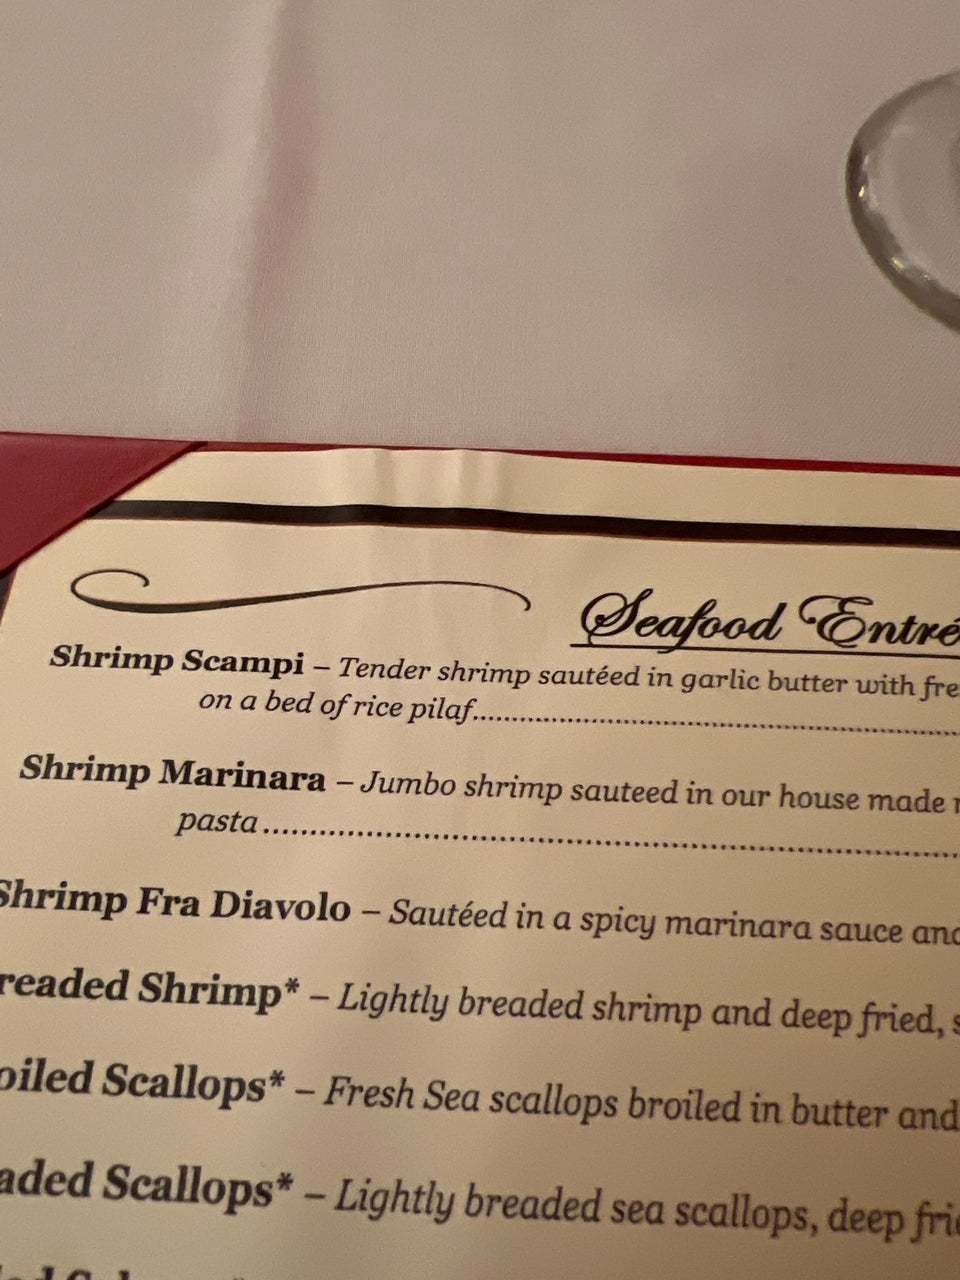 Seafood Entré
Shrimp Scampi – Tender shrimp sautéed in garlic butter with fre
on a bed of rice pilaf..........................................................
Shrimp Marinara – Jumbo shrimp sauteed in our house made
pasta................................................................................
Shrimp Fra Diavolo – Sautéed in a spicy marinara sauce and
readed Shrimp* – Lightly breaded shrimp and deep fried, s
oiled Scallops* – Fresh Sea scallops broiled in butter and
aded Scallops* – Lightly breaded sea scallops, deep frie